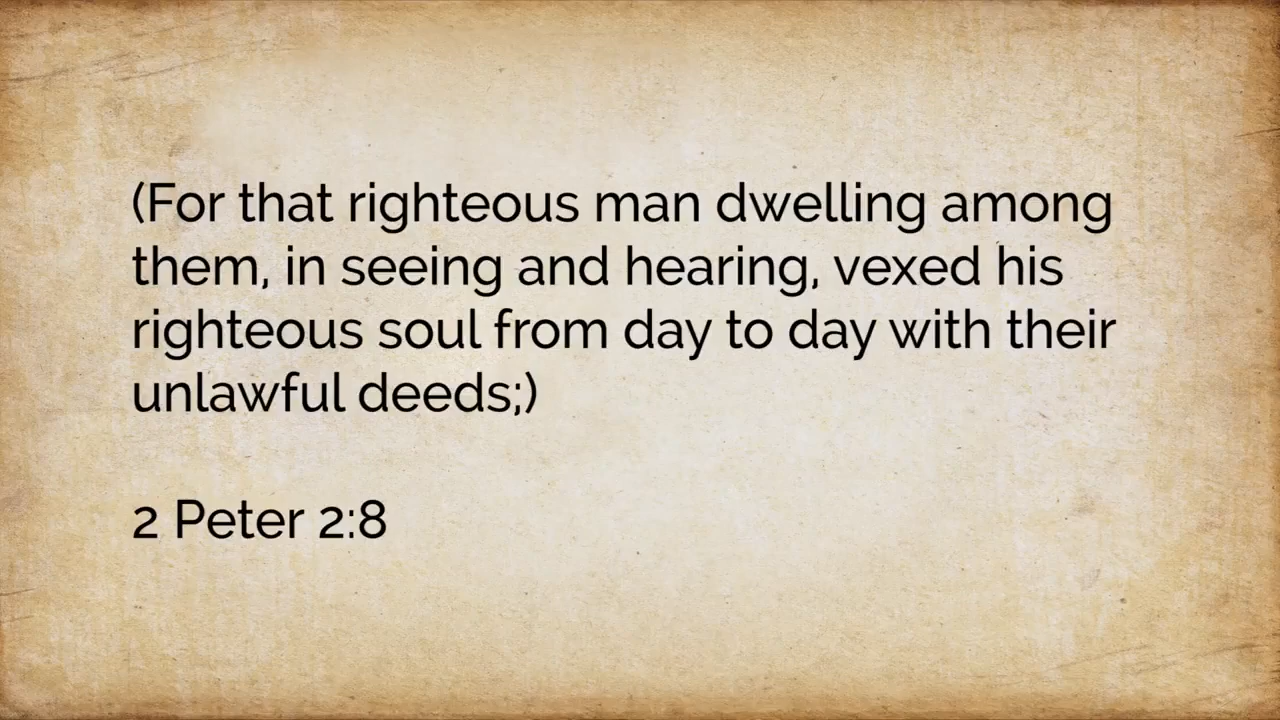 (For that righteous man dwelling among
them, in seeing and hearing, vexed his
righteous soul from day to day with their
unlawful deeds;)
2 Peter 2:8